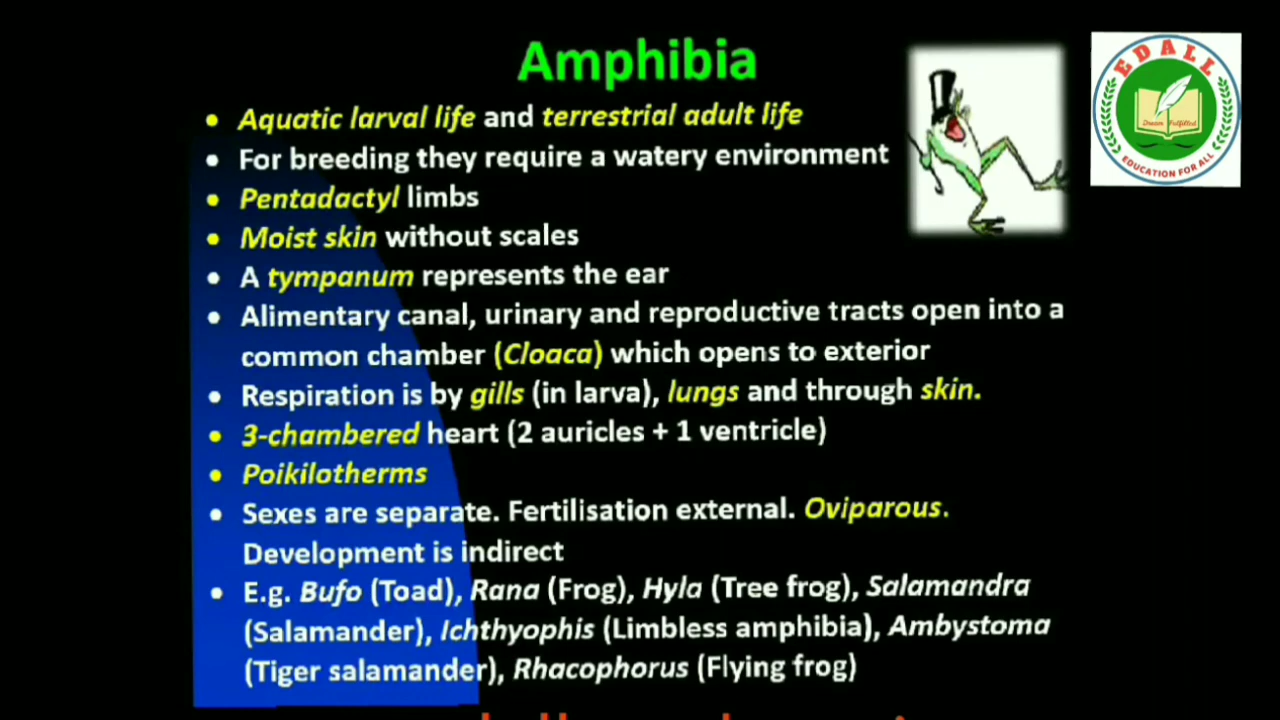 Amphibia
EDALL
Dream Fulfilled
EDUCATION FOR ALL
• Aquatic larval life and terrestrial adult life
• For breeding they require a watery environment
• Pentadactyl limbs
• Moist skin without scales
• A tympanum represents the ear
• Alimentary canal, urinary and reproductive tracts open into a
common chamber (Cloaca) which opens to exterior
• Respiration is by gills (in larva), lungs and through skin.
• 3-chambered heart (2 auricles + 1 ventricle)
• Poikilotherms
• Sexes are separate. Fertilisation external. Oviparous.
Development is indirect
• E.g. Bufo (Toad), Rana (Frog), Hyla (Tree frog), Salamandra
(Salamander), Ichthyophis (Limbless amphibia), Ambystoma
(Tiger salamander), Rhacophorus (Flying frog)